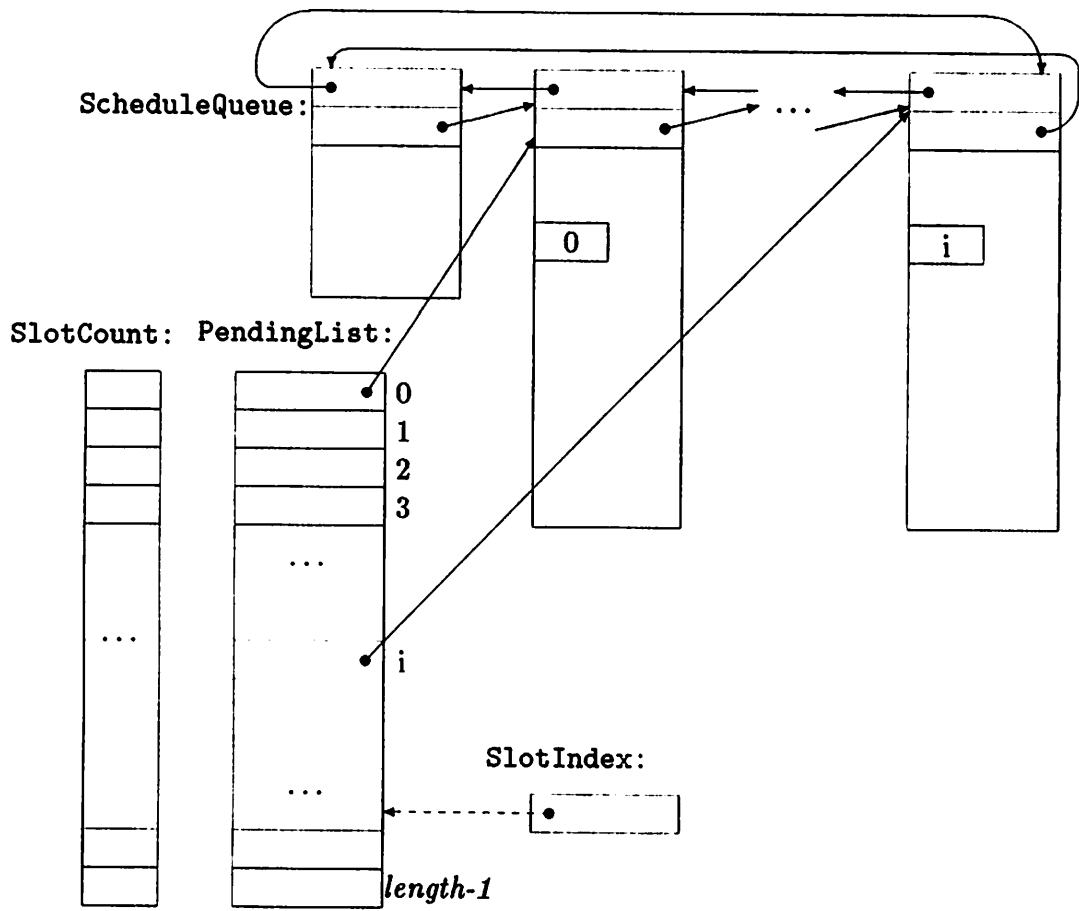 ScheduleQueue:
...
0
i
SlotCount: PendingList:
0
1
2
3
...
...
i
SlotIndex:
...
length-1